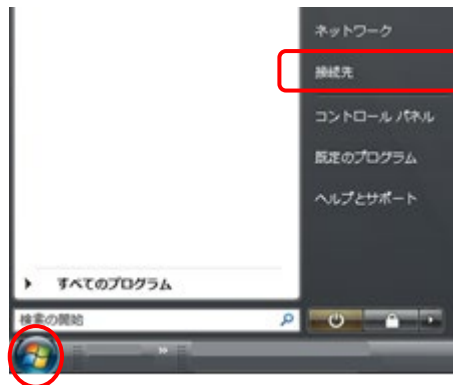 ネットワーク
接続先
コントロール パネル
既定のプログラム
ヘルプとサポート
すべてのプログラム
検索の開始